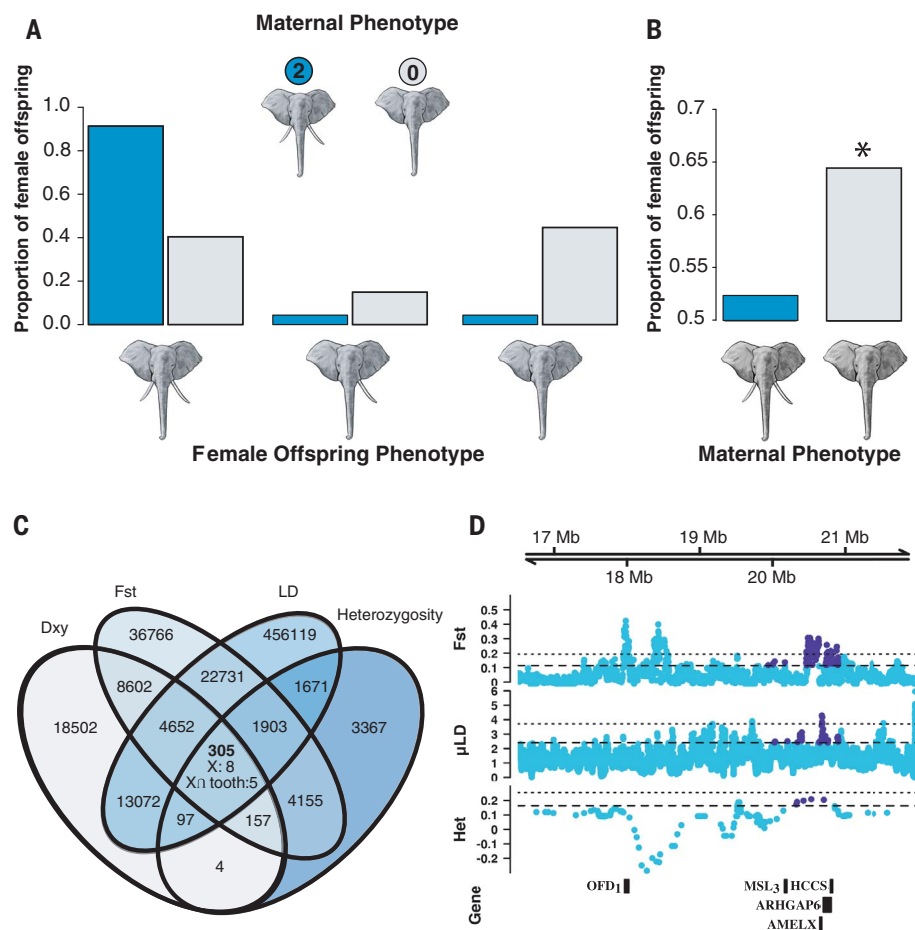 A
Maternal Phenotype
2
0
Proportion of female offspring
1.0
0.8
0.6
0.4
0.2
0.0
Female Offspring Phenotype
B
Proportion of female offspring
0.7
0.65
*
0.6
0.55
0.5
Maternal Phenotype
C
Dxy
Fst
LD
Heterozygosity
36766
456119
8602
22731
1671
18502
4652
1903
3367
305
X: 8
X∩ tooth:5
13072
97
157
4155
4
D
17 Mb
19 Mb
21 Mb
18 Mb
20 Mb
Fst
0.5
0.4
0.3
0.2
0.1
0
µLD
6
5
4
3
2
1
0
Het
0.2
0
-0.2
Gene
OFD1
MSL3
HCCS
ARHGAP6
AMELX